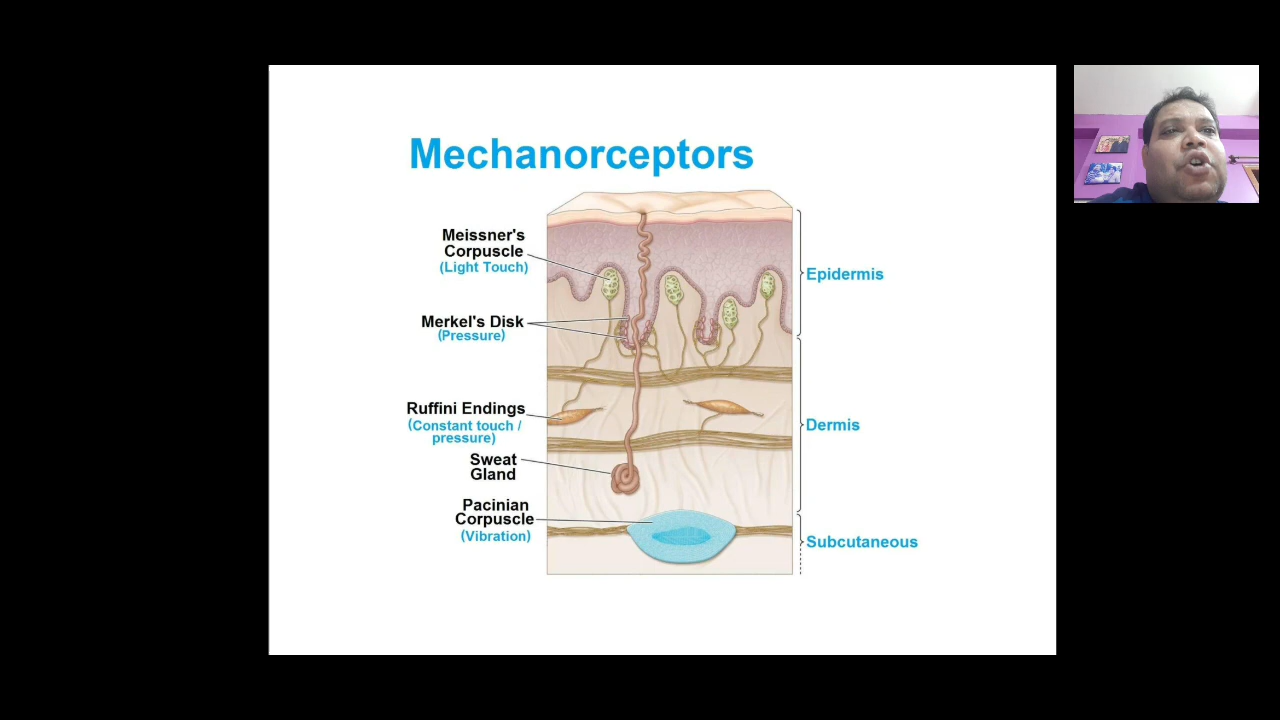 Mechanorceptors
Meissner's
Corpuscle
(Light Touch)
Merkel's Disk
(Pressure)
Ruffini Endings
(Constant touch /
pressure)
Sweat
Gland
Pacinian
Corpuscle
(Vibration)
Epidermis
Dermis
Subcutaneous